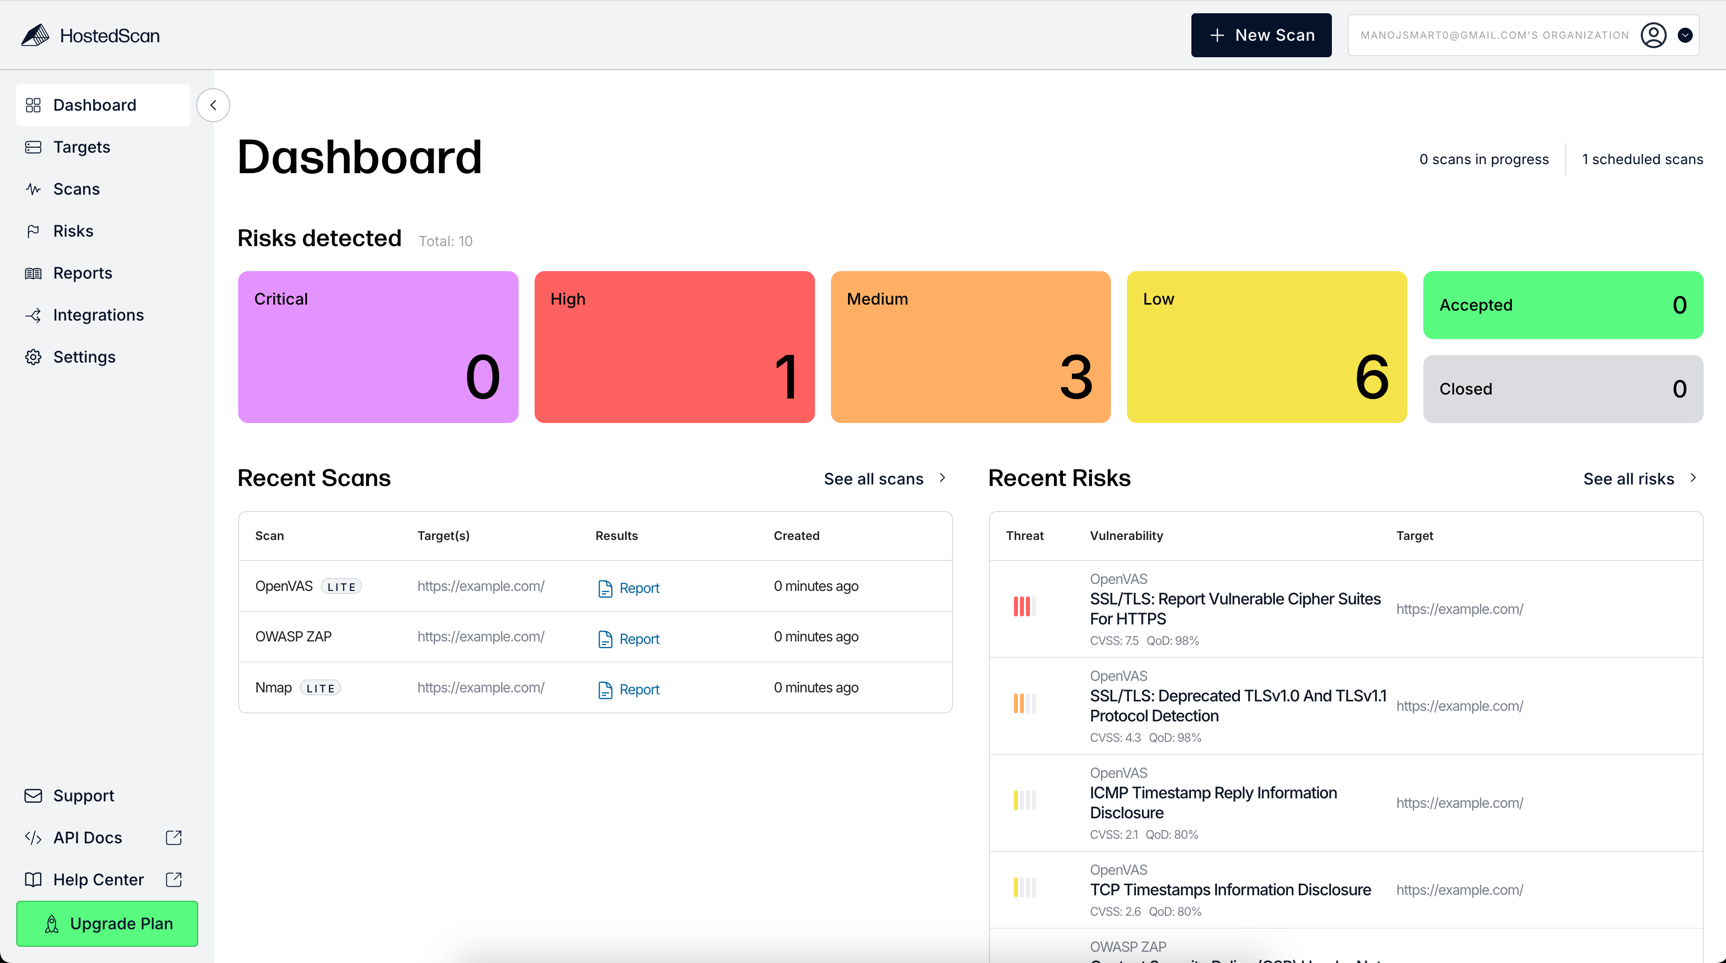 HostedScan
New Scan
MANOJSMART0@GMAIL.COM'S ORGANIZATION
Dashboard
Targets
Scans
Risks
Reports
Integrations
Settings
Support
API Docs
Help Center
Upgrade Plan
Dashboard
0 scans in progress
1 scheduled scans
Risks detected Total: 10
Critical
0
High
1
Medium
3
Low
6
Accepted 0
Closed 0
Recent Scans
See all scans
Scan Target(s) Results Created
OpenVAS LITE https://example.com/ Report 0 minutes ago
OWASP ZAP https://example.com/ Report 0 minutes ago
Nmap LITE https://example.com/ Report 0 minutes ago
Recent Risks
See all risks
Threat Vulnerability Target
OpenVAS
SSL/TLS: Report Vulnerable Cipher Suites
For HTTPS
https://example.com/
CVSS: 7.5 QoD: 98%
OpenVAS
SSL/TLS: Deprecated TLSv1.0 And TLSv1.1
Protocol Detection
https://example.com/
CVSS: 4.3 QoD: 98%
OpenVAS
ICMP Timestamp Reply Information
Disclosure
https://example.com/
CVSS: 2.1 QoD: 80%
OpenVAS
TCP Timestamps Information Disclosure
https://example.com/
CVSS: 2.6 QoD: 80%
OWASP ZAP